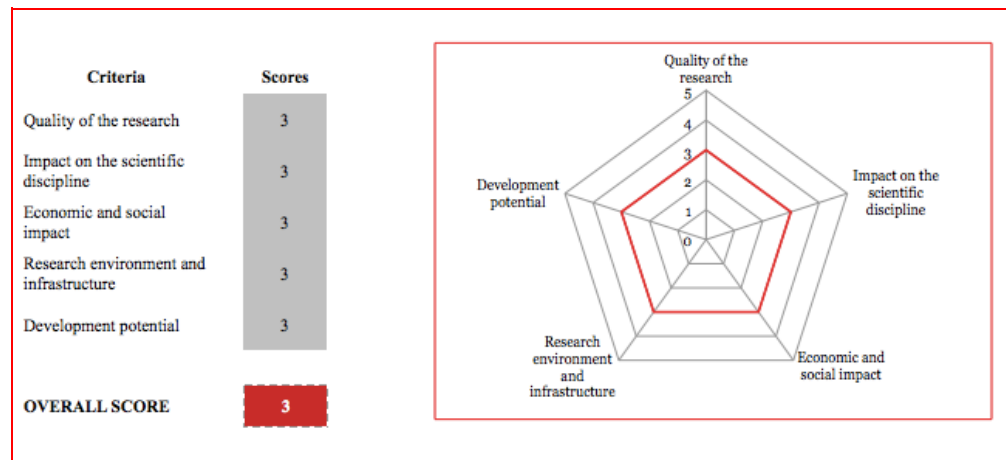 Criteria Scores
Quality of the research 3
Impact on the scientific
discipline 3
Economic and social
impact 3
Research environment and
infrastructure 3
Development potential 3
OVERALL SCORE 3
Quality of the
research
5
4
3
2
1
0
Impact on the
scientific
discipline
Economic and
social impact
Research
environment
and
infrastructure
Development
potential